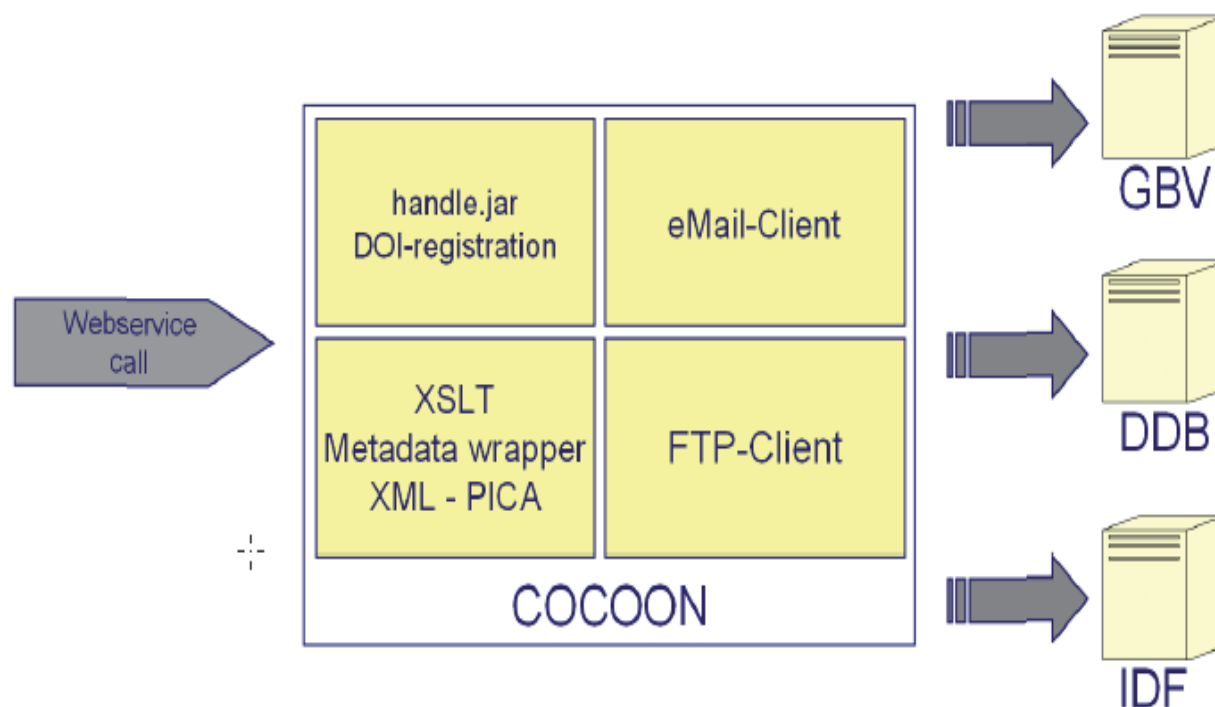 Webservice
call
handle.jar
DOI-registration
eMail-Client
XSLT
Metadata wrapper
XML - PICA
FTP-Client
COCOON
GBV
DDB
IDF